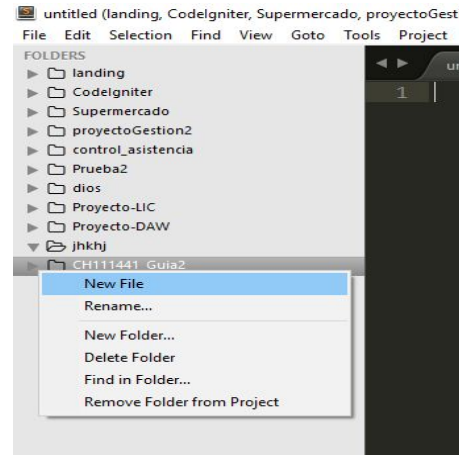 untitled (landing, CodeIgniter, Supermercado, proyectoGest
File Edit Selection Find View Goto Tools Project
FOLDERS
landing
CodeIgniter
Supermercado
proyectoGestion2
control_asistencia
Prueba2
dios
Proyecto-LIC
Proyecto-DAW
jhkhj
CH111441_Guia2
New File
Rename...
New Folder...
Delete Folder
Find in Folder...
Remove Folder from Project
un
1